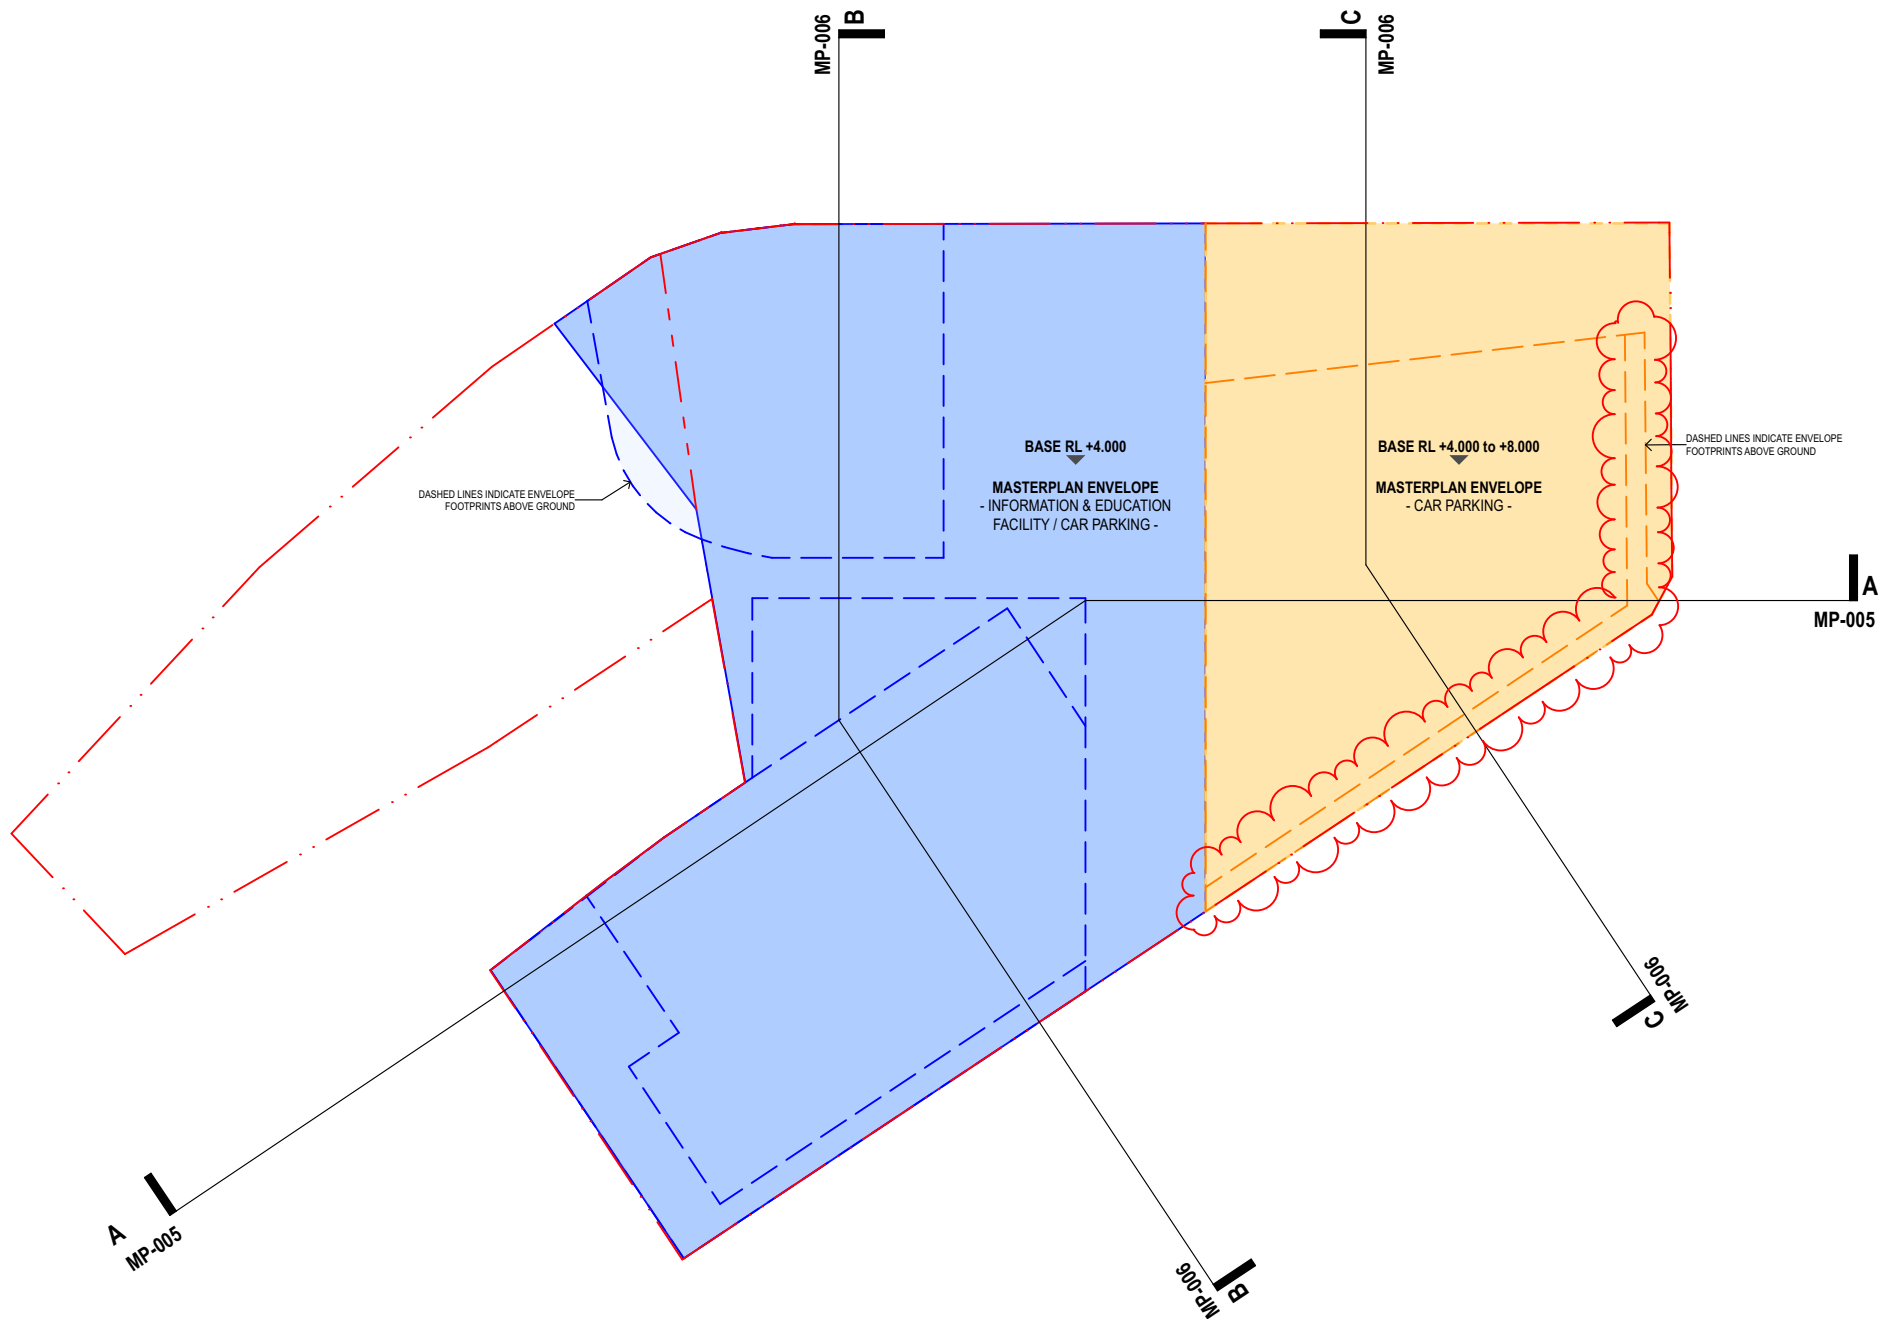 B
MP-006
C
MP-006
BASE RL +4.000
MASTERPLAN ENVELOPE
- INFORMATION & EDUCATION
FACILITY / CAR PARKING -
BASE RL +4.000 to +8.000
MASTERPLAN ENVELOPE
- CAR PARKING -
DASHED LINES INDICATE ENVELOPE
FOOTPRINTS ABOVE GROUND
DASHED LINES INDICATE ENVELOPE
FOOTPRINTS ABOVE GROUND
A
MP-005
MP-006
C
A
MP-005
MP-006
B